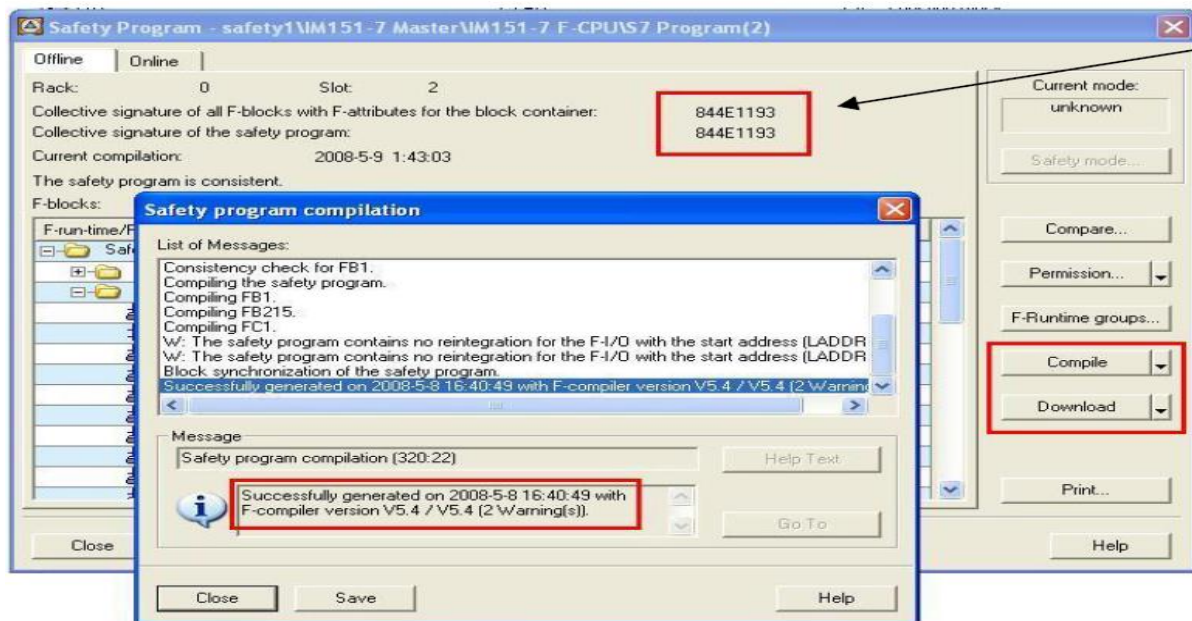 Safety Program - safety1\IM151-7 Master\IM151-7 F-CPU\S7 Program(2)
Offline Online
Rack: 0 Slot: 2
Collective signature of all F-blocks with F-attributes for the block container: 844E1193
Collective signature of the safety program: 844E1193
Current compilation: 2008-5-9 1:43:03
The safety program is consistent.
F-blocks:
F-run-time/F
Safe
Current mode:
unknown
Safety mode...
Compare...
Permission...
F-Runtime groups...
Compile
Download
Print...
Close
Help
Safety program compilation
List of Messages:
Consistency check for FB1.
Compiling the safety program.
Compiling FB1.
Compiling FB215.
Compiling FC1.
W: The safety program contains no reintegration for the F-I/O with the start address (LADDR
W: The safety program contains no reintegration for the F-I/O with the start address (LADDR
Block synchronization of the safety program.
Successfully generated on 2008-5-8 16:40:49 with F-compiler version V5.4 / V5.4 (2 Warning
Message
Safety program compilation (320:22)
Help Text
Successfully generated on 2008-5-8 16:40:49 with
F-compiler version V5.4 / V5.4 (2 Warning(s)).
Go To
Close Save Help